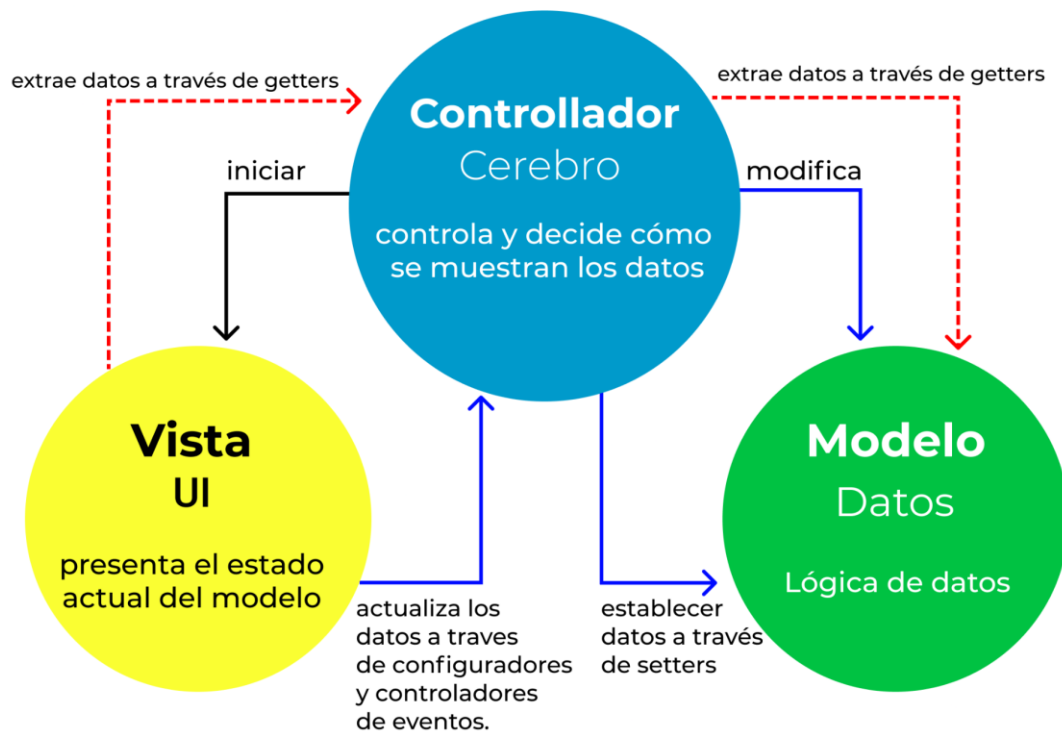 extrae datos a través de getters
extrae datos a través de getters
Controllador
Cerebro
controla y decide cómo
se muestran los datos
iniciar
modifica
Vista
UI
presenta el estado
actual del modelo
Modelo
Datos
Lógica de datos
actualiza los
datos a traves
de configuradores
y controladores
de eventos.
establecer
datos a través
de setters